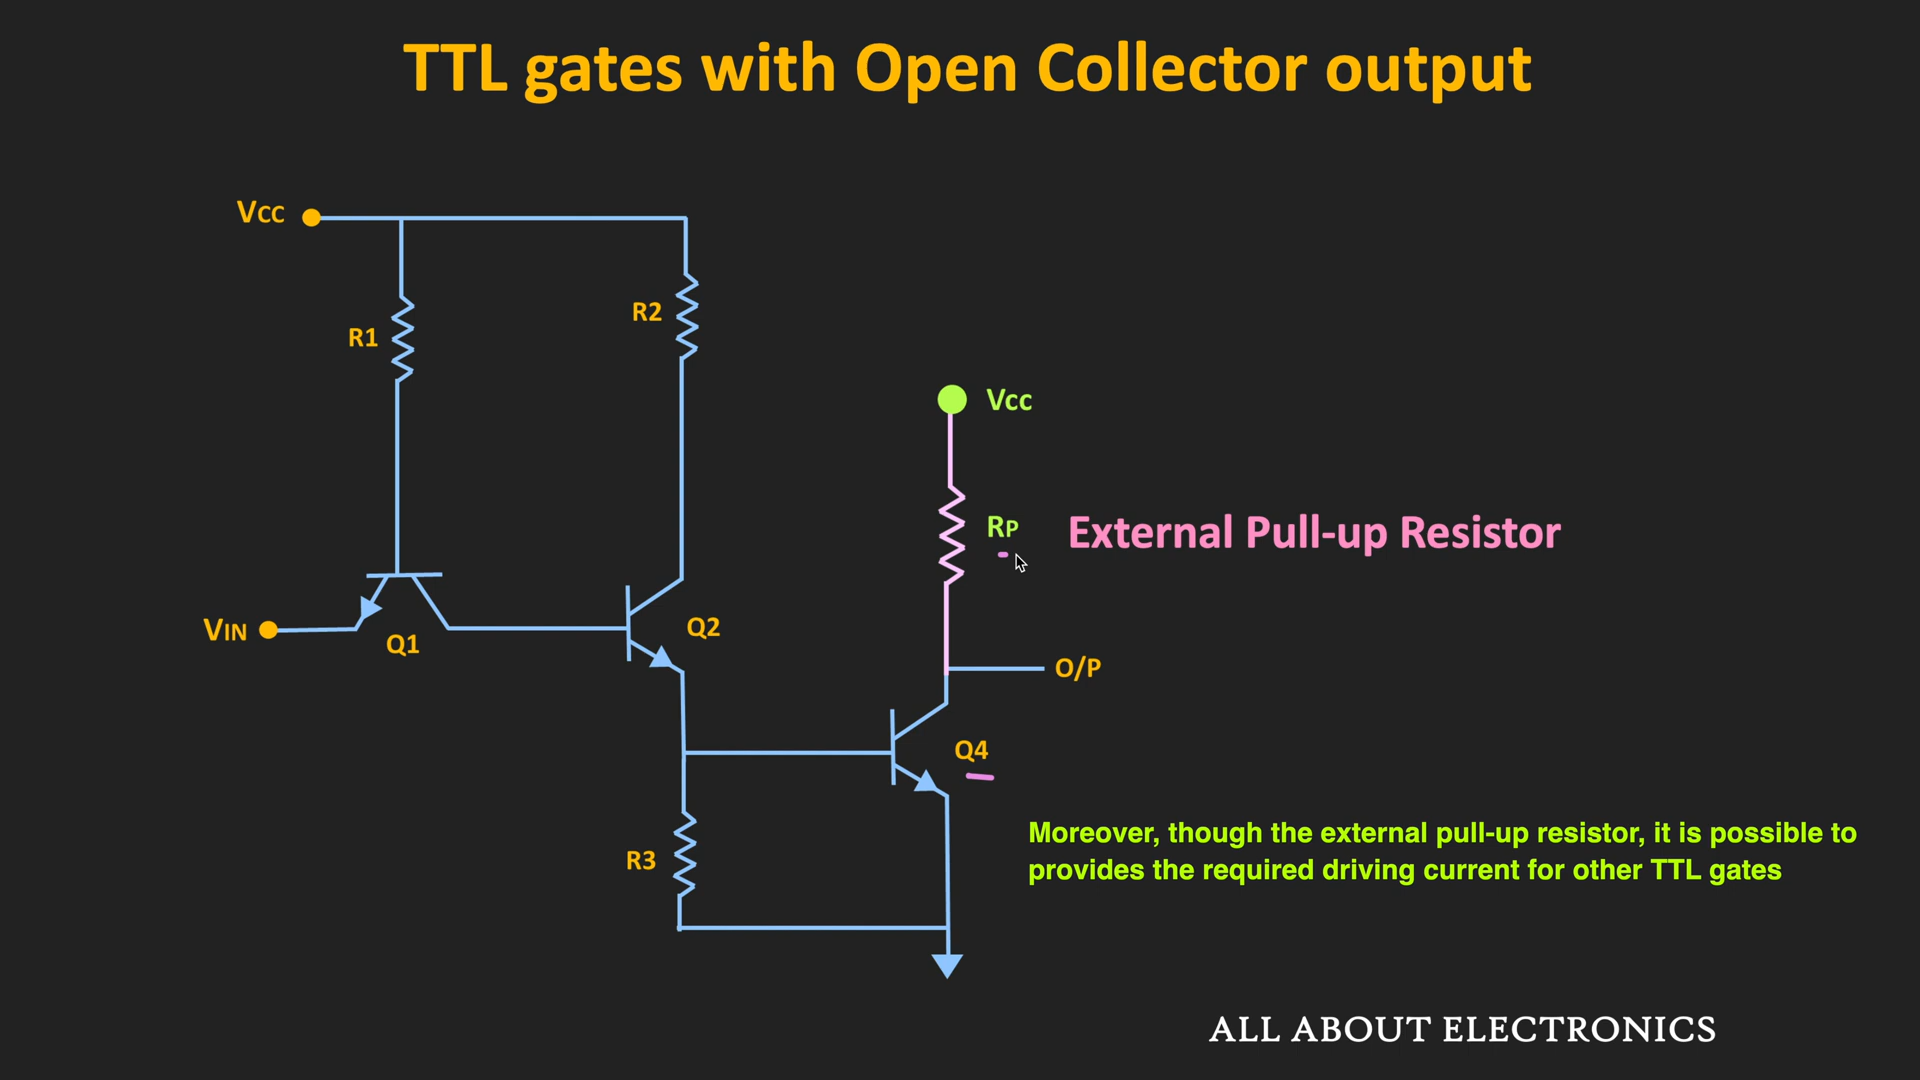 TTL gates with Open Collector output
Vcc
R2
R1
Vcc
RP
External Pull-up Resistor
VIN
Q1
Q2
O/P
Q4
R3
Moreover, though the external pull-up resistor, it is possible to
provides the required driving current for other TTL gates
ALL ABOUT ELECTRONICS